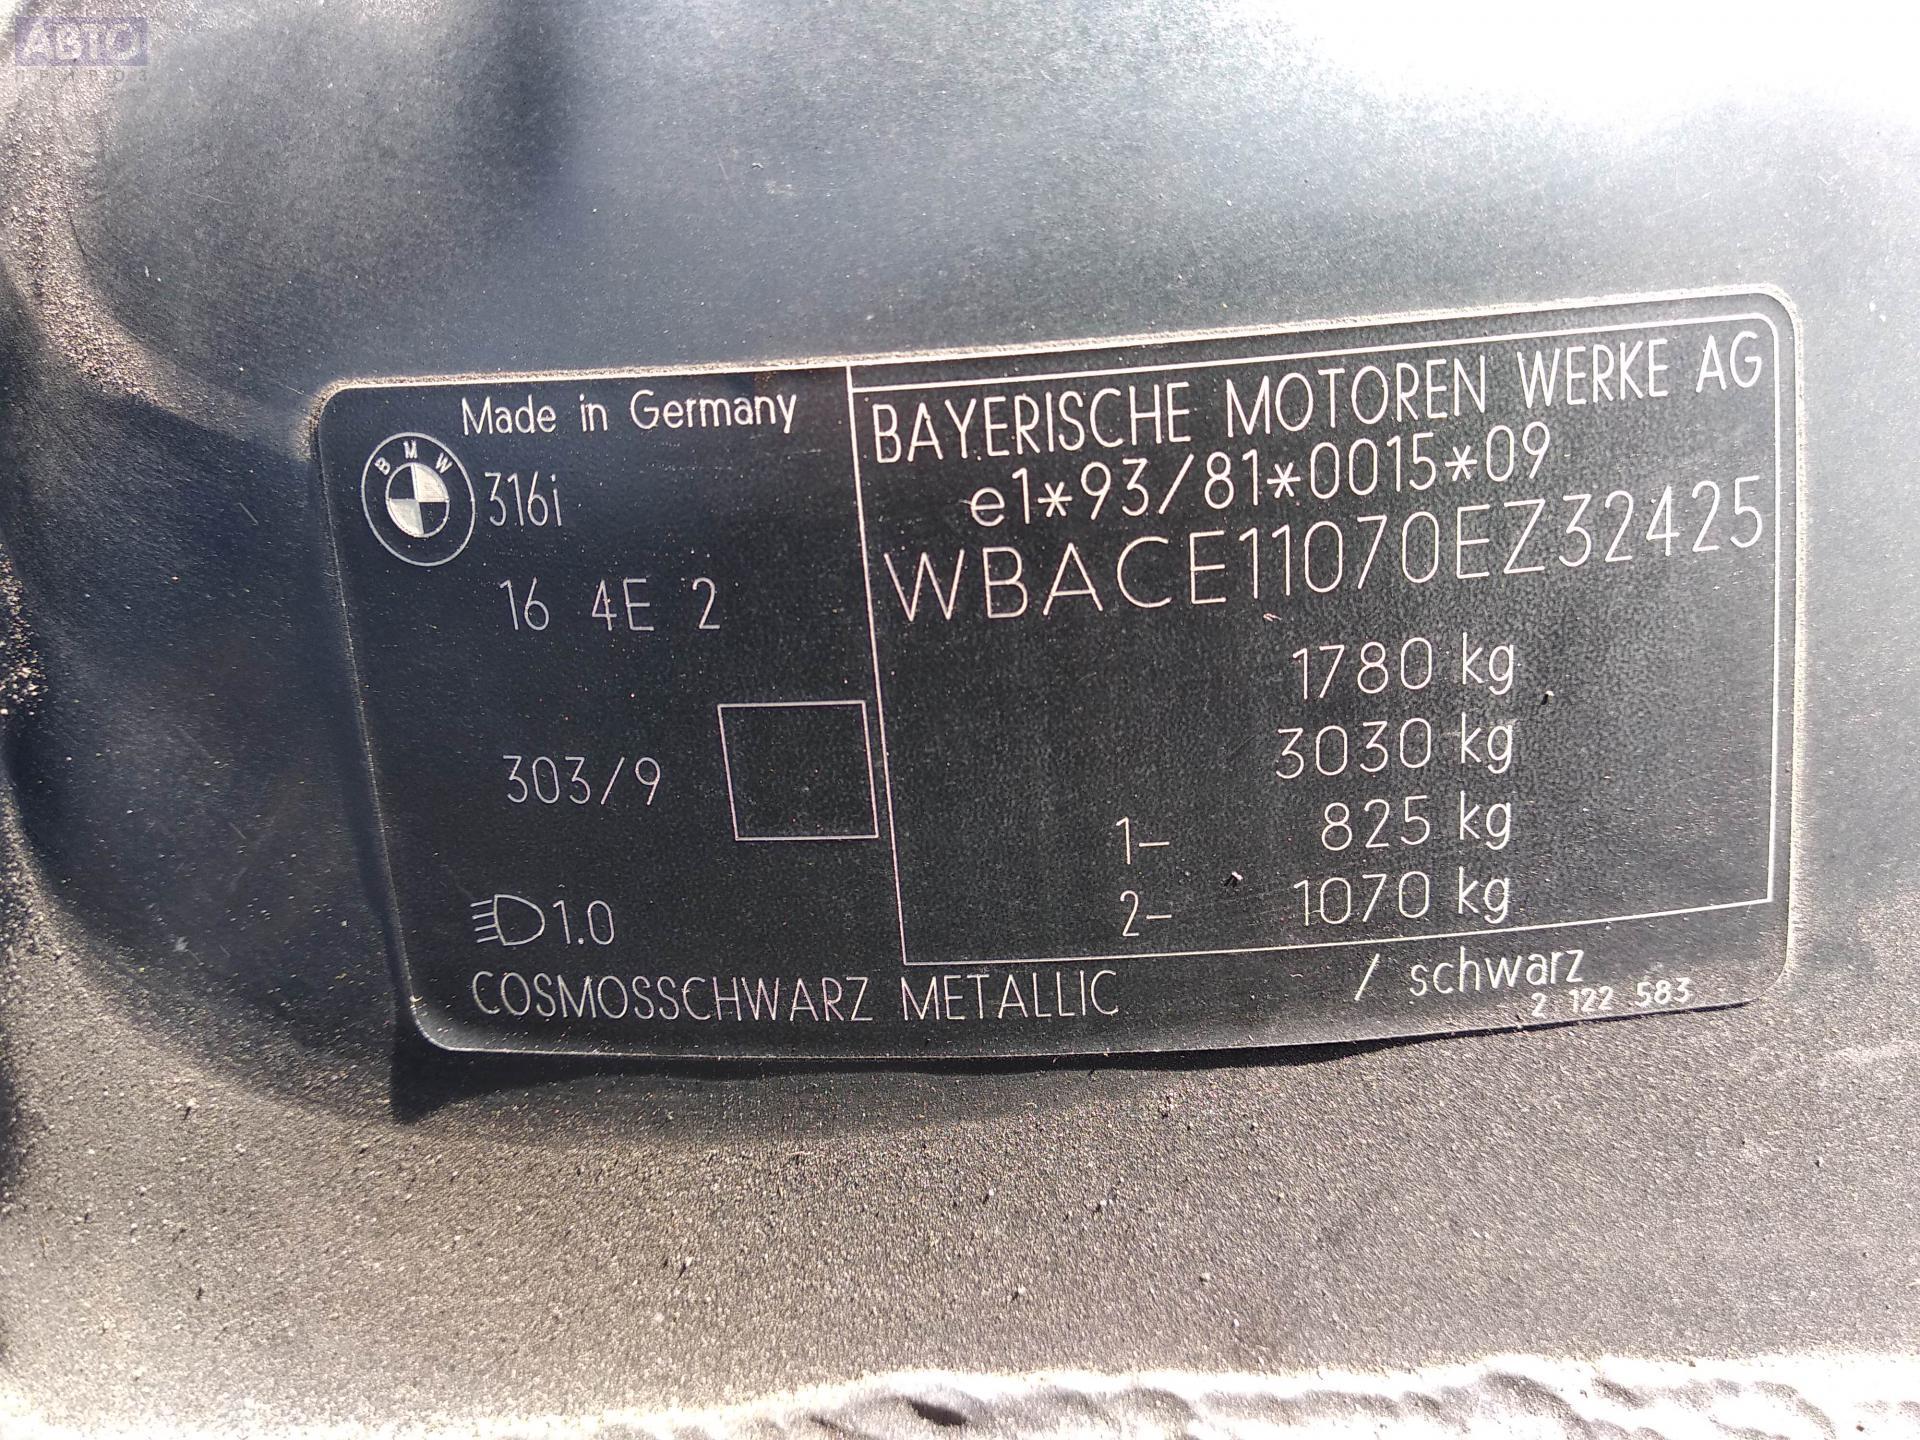 АВТО
ПРИВОЗ
Made in Germany
BMW
316i
16 4E 2
303/9
1.0
COSMOSSCHWARZ METALLIC / schwarz
2 122 583
BAYERISCHE MOTOREN WERKE AG
e1*93/81*0015*09
WBACE11070EZ32425
1780 kg
3030 kg
1- 825 kg
2- 1070 kg